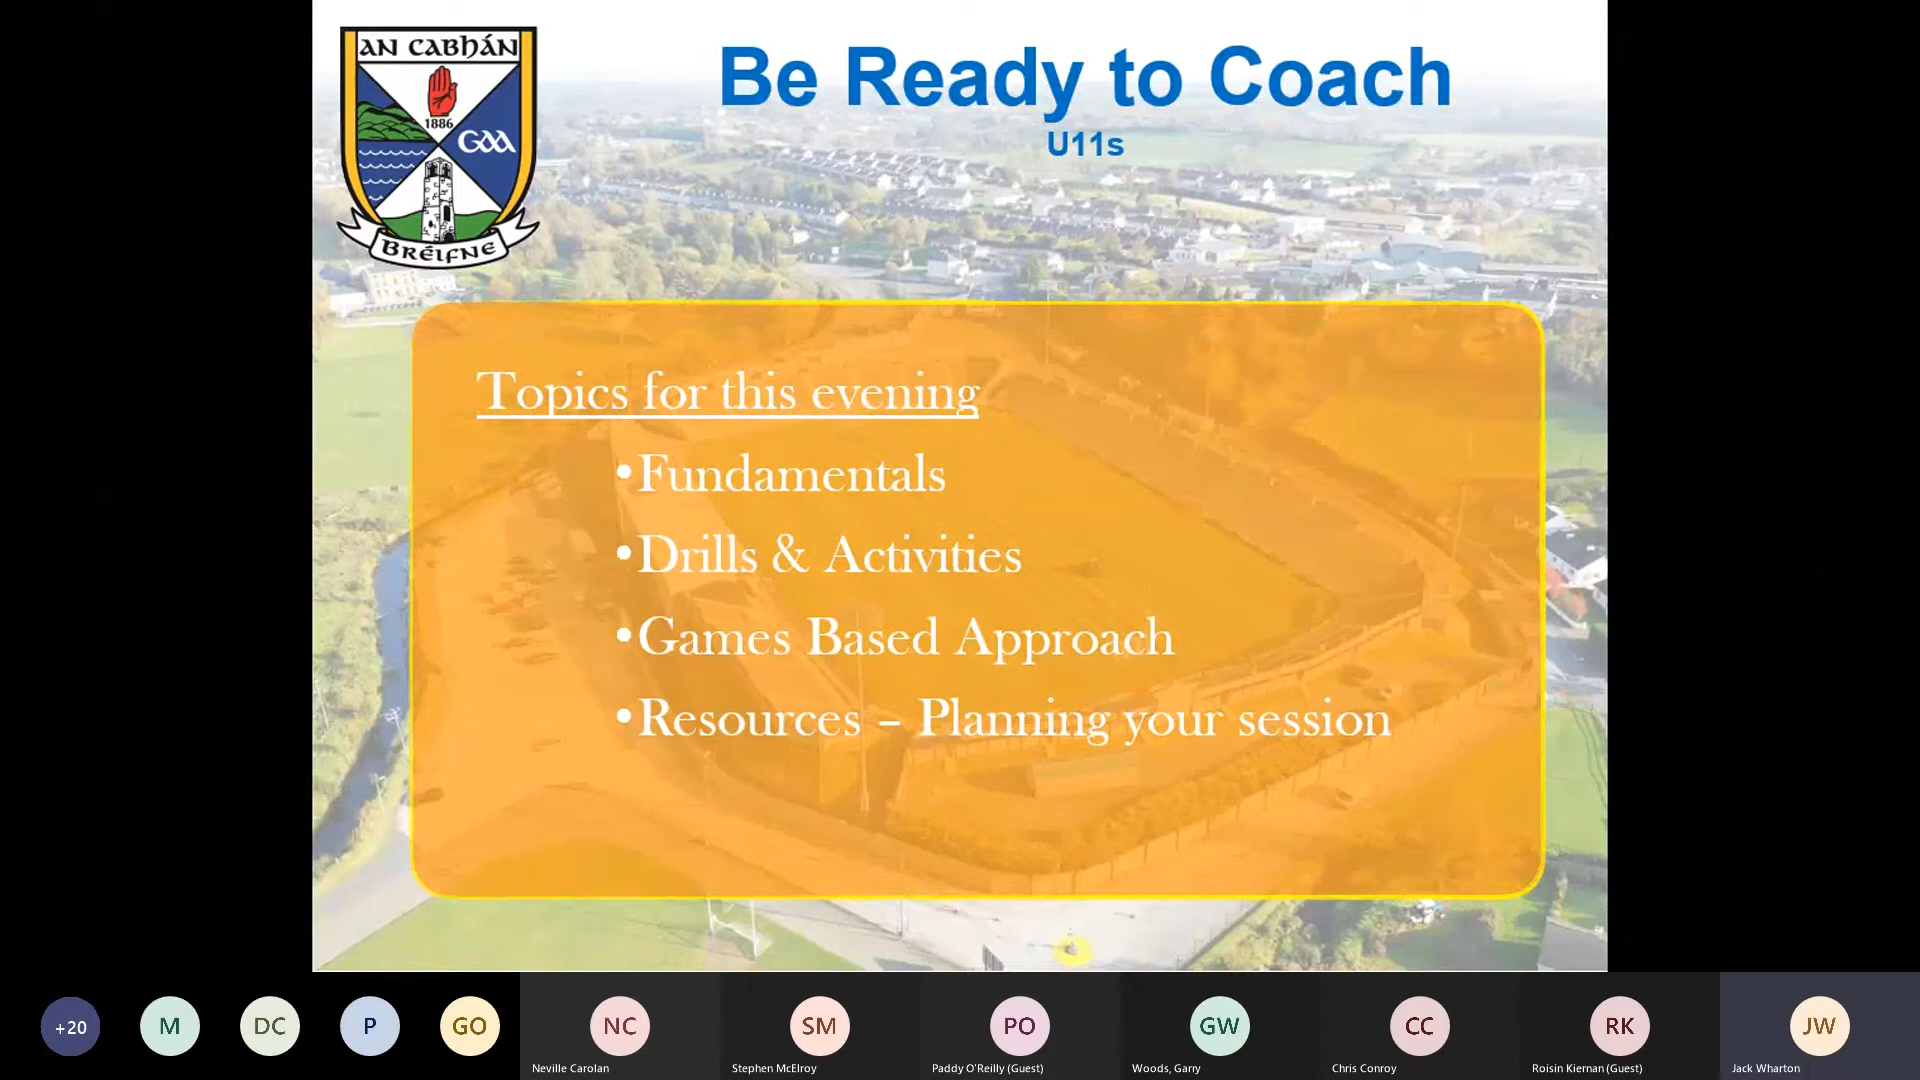 AN CABHÁN
1886
GAA
BRÉIFNE
Be Ready to Coach
U11s
Topics for this evening
•Fundamentals
•Drills & Activities
•Games Based Approach
•Resources – Planning your session
+20
M
DC
P
GO
NC
SM
PO
GW
CC
RK
JW
Neville Carolan
Stephen McElroy
Paddy O'Reilly (Guest)
Woods, Garry
Chris Conroy
Roisin Kiernan (Guest)
Jack Wharton